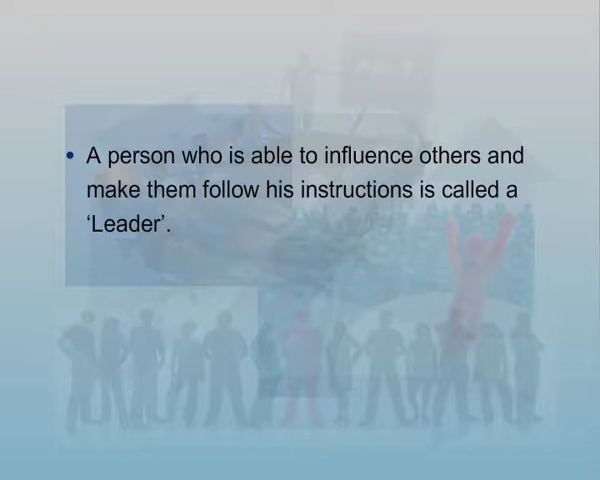 • A person who is able to influence others and
make them follow his instructions is called a
‘Leader’.